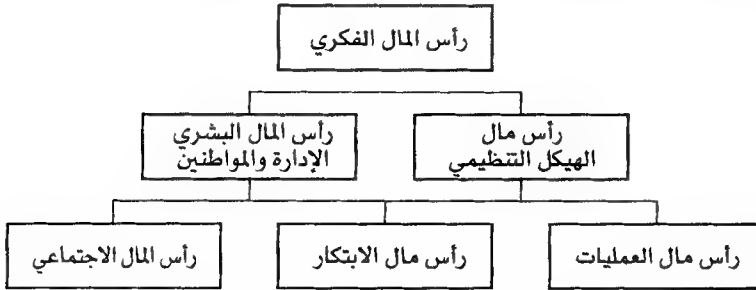 رأس المال الفكري
رأس مال
الهيكل التنظيمي
رأس المال البشري
الإدارة والمواطنين
رأس مال العمليات
رأس مال الابتكار
رأس المال الاجتماعي